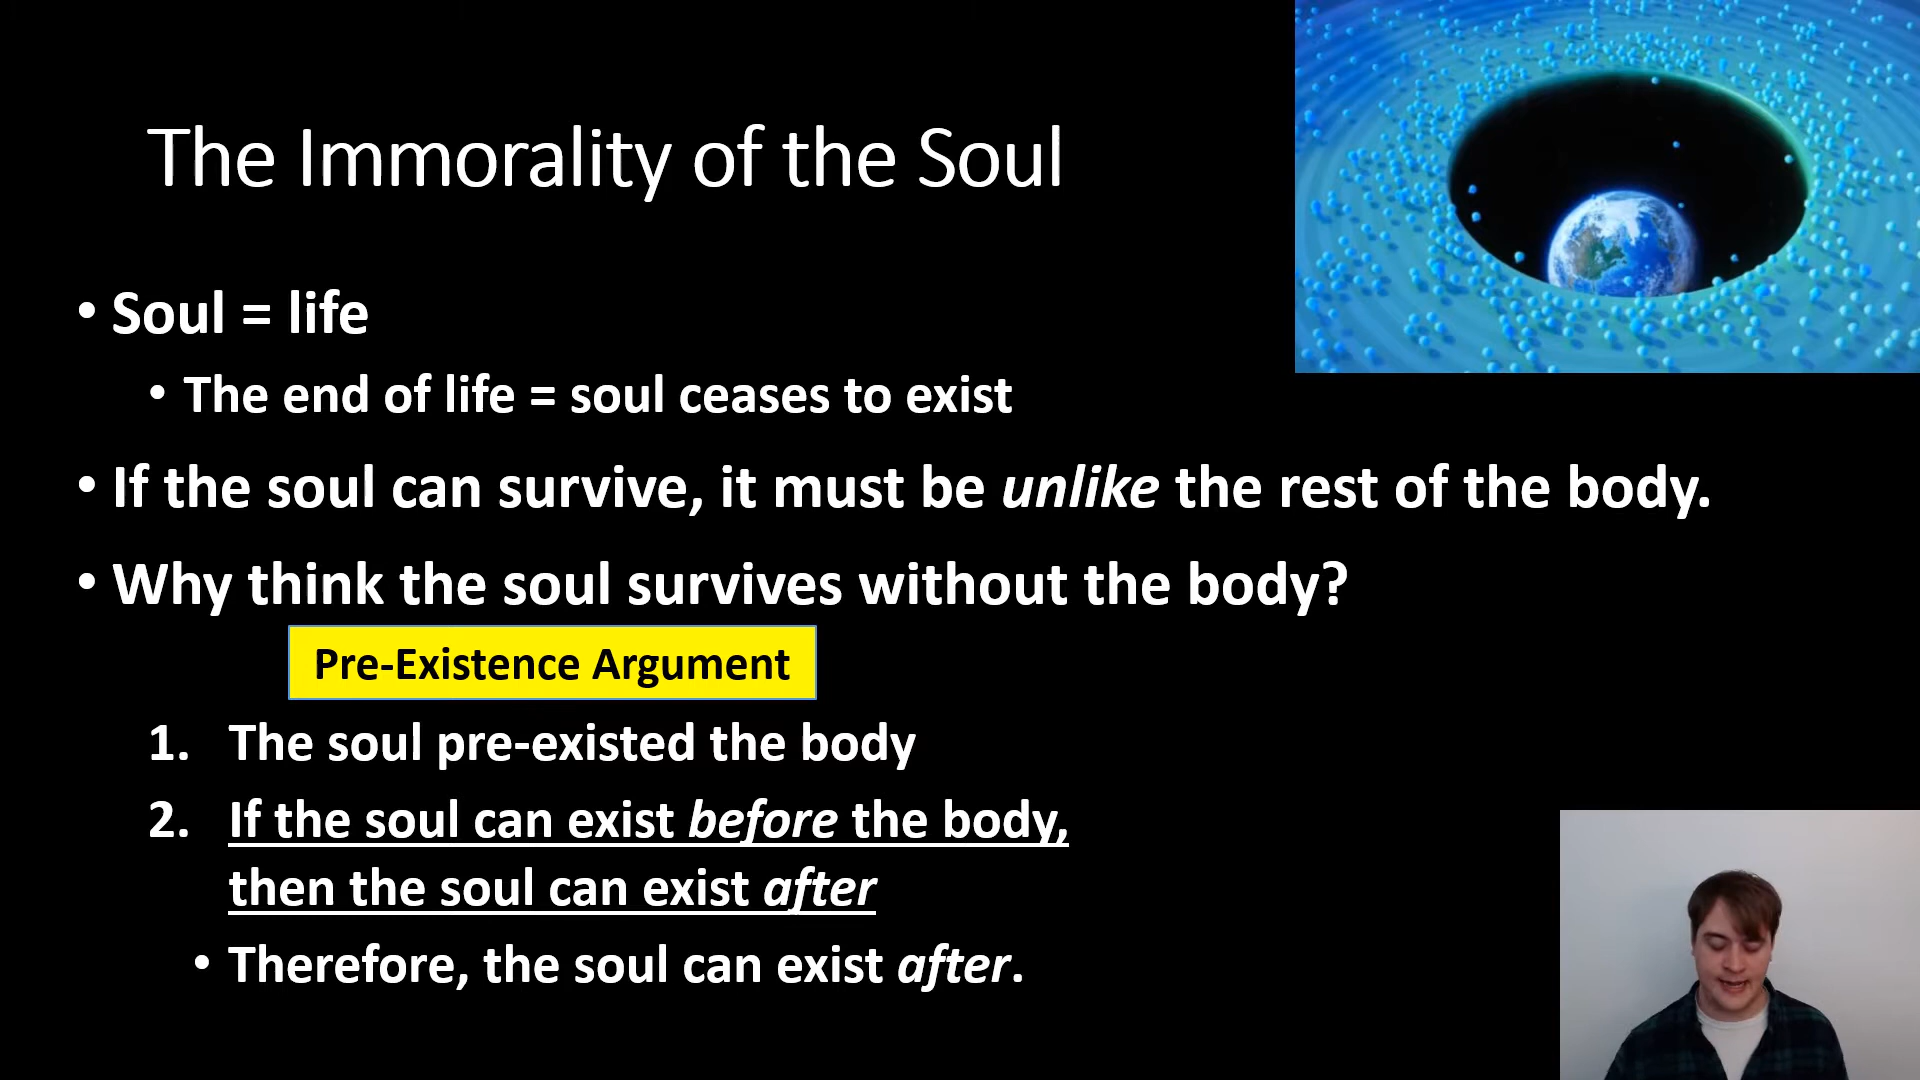 The Immorality of the Soul
• Soul = life
• The end of life = soul ceases to exist
• If the soul can survive, it must be unlike the rest of the body.
• Why think the soul survives without the body?
Pre-Existence Argument
1. The soul pre-existed the body
2. If the soul can exist before the body,
then the soul can exist after
• Therefore, the soul can exist after.